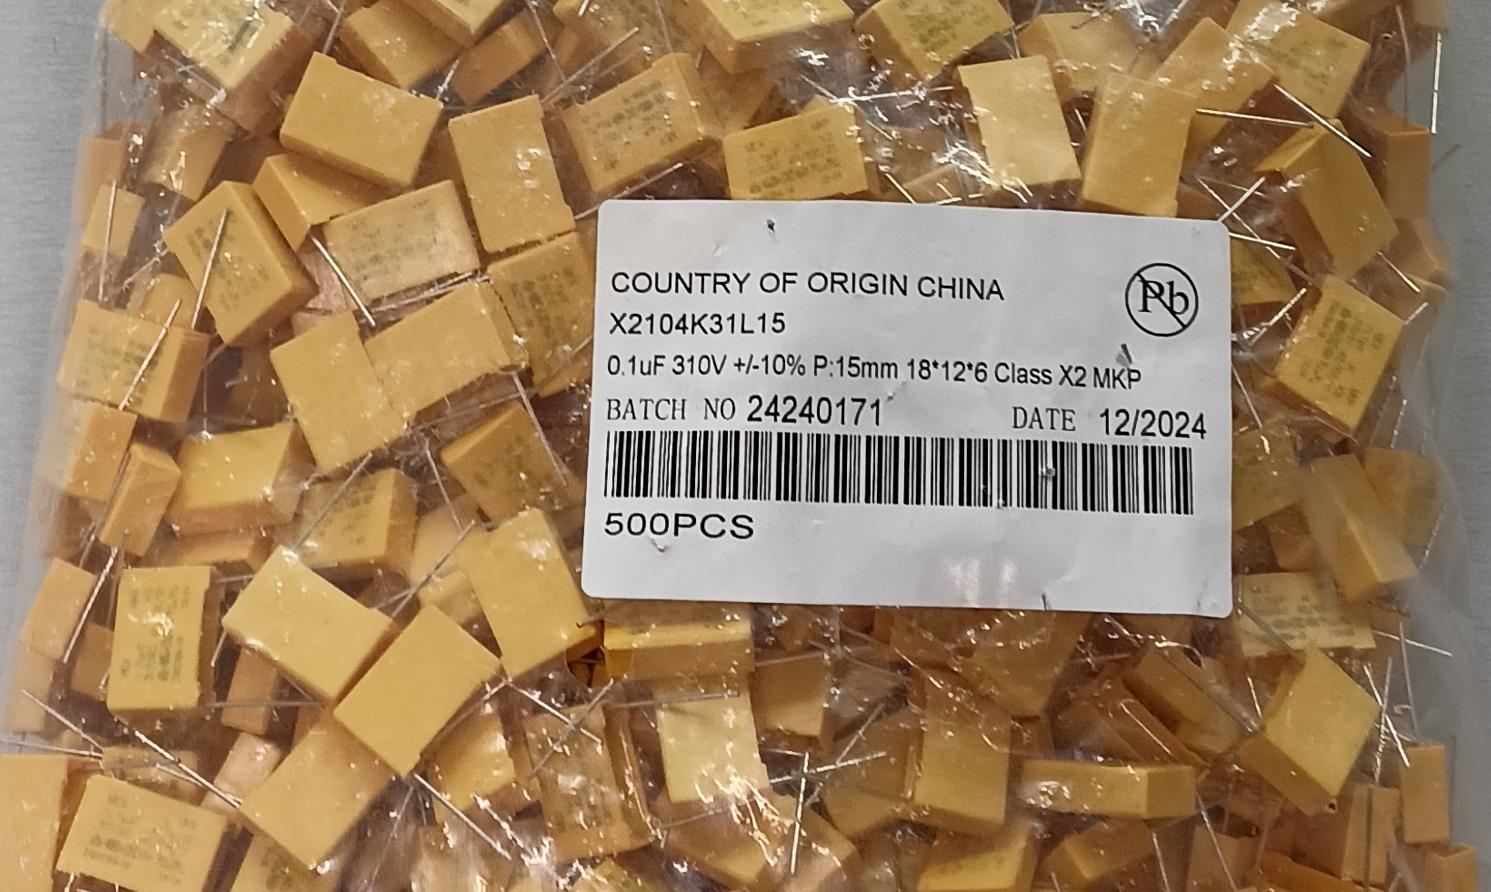 COUNTRY OF ORIGIN CHINA
Pb
X2104K31L15
0.1uF 310V +/-10% P:15mm 18*12*6 Class X2 MKP
BATCH NO 24240171 DATE 12/2024
500PCS